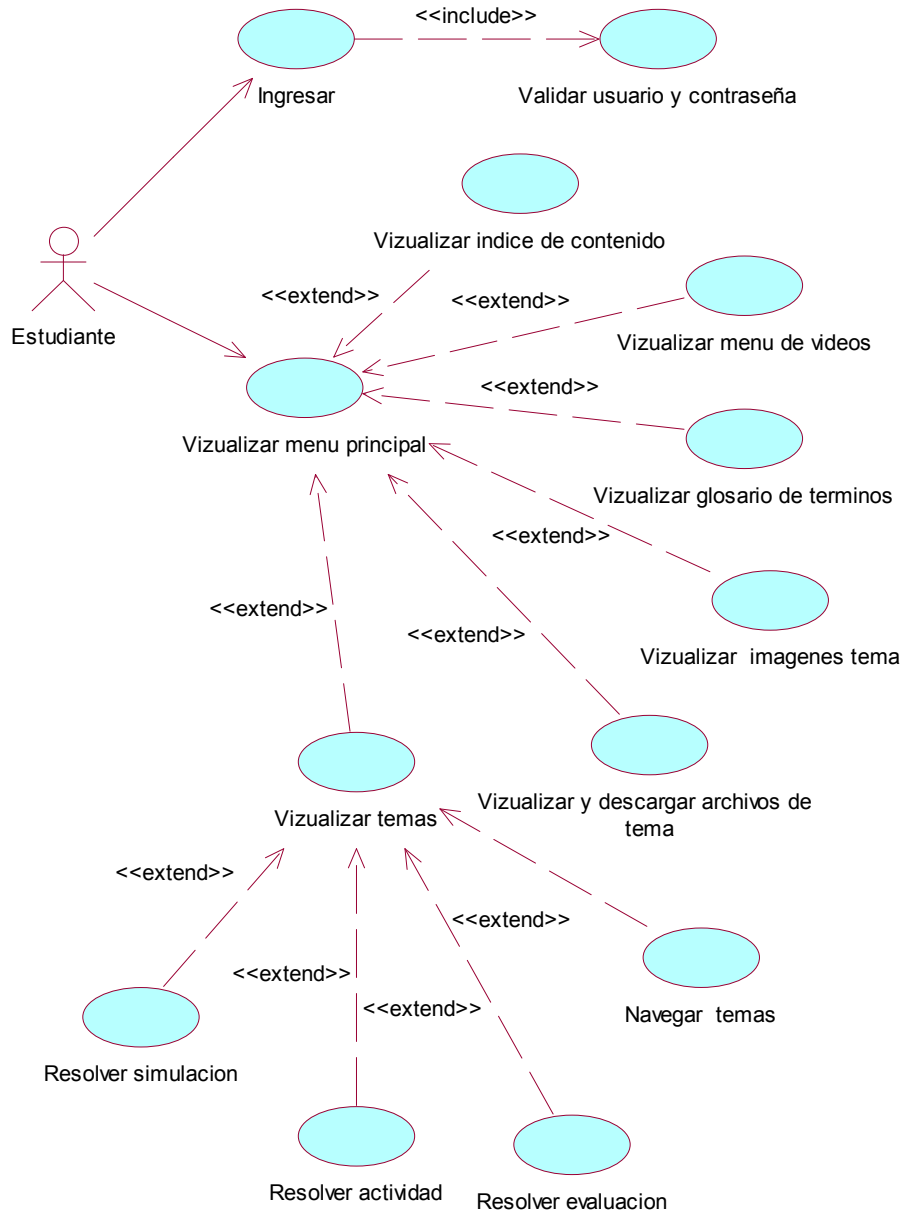 <<include>>
Ingresar
Validar usuario y contraseña
Vizualizar indice de contenido
<<extend>>
<<extend>>
Estudiante
Vizualizar menu de videos
<<extend>>
Vizualizar menu principal
Vizualizar glosario de terminos
<<extend>>
<<extend>>
<<extend>>
Vizualizar imagenes tema
Vizualizar temas
Vizualizar y descargar archivos de
tema
<<extend>>
<<extend>>
<<extend>>
<<extend>>
Navegar temas
Resolver simulacion
Resolver actividad
Resolver evaluacion